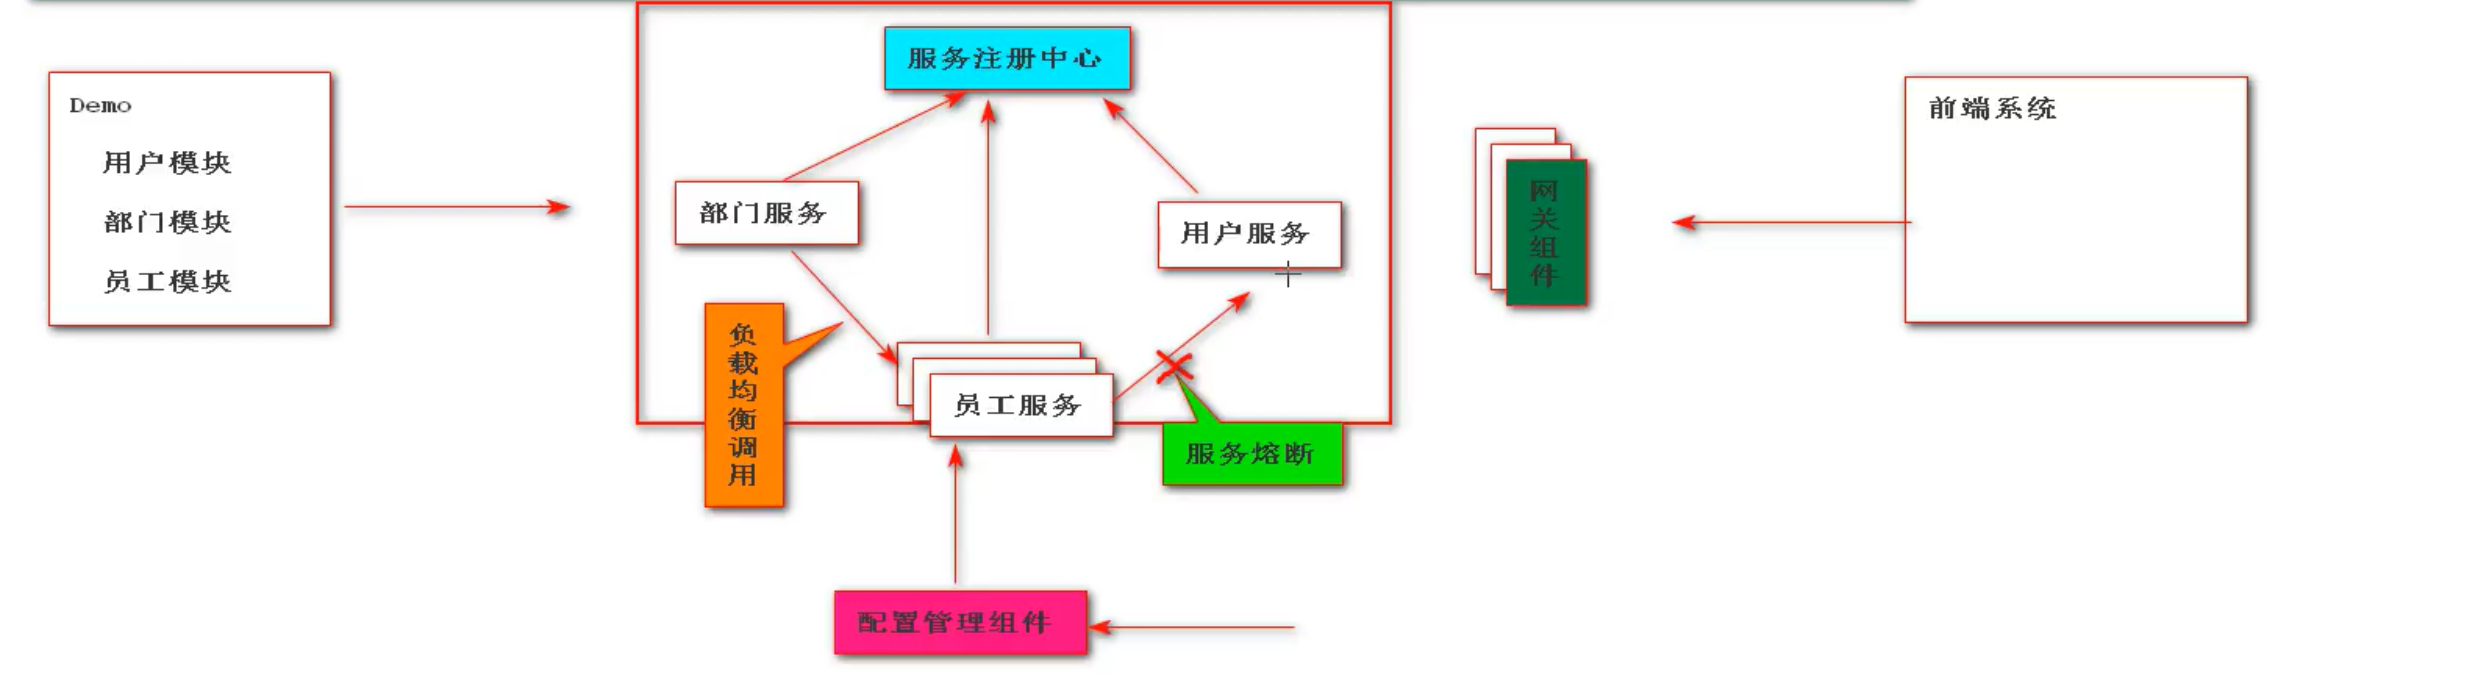 Demo
用户模块
部门模块
员工模块
服务注册中心
部门服务
用户服务
负载均衡调用
员工服务
服务熔断
配置管理组件
网关组件
前端系统